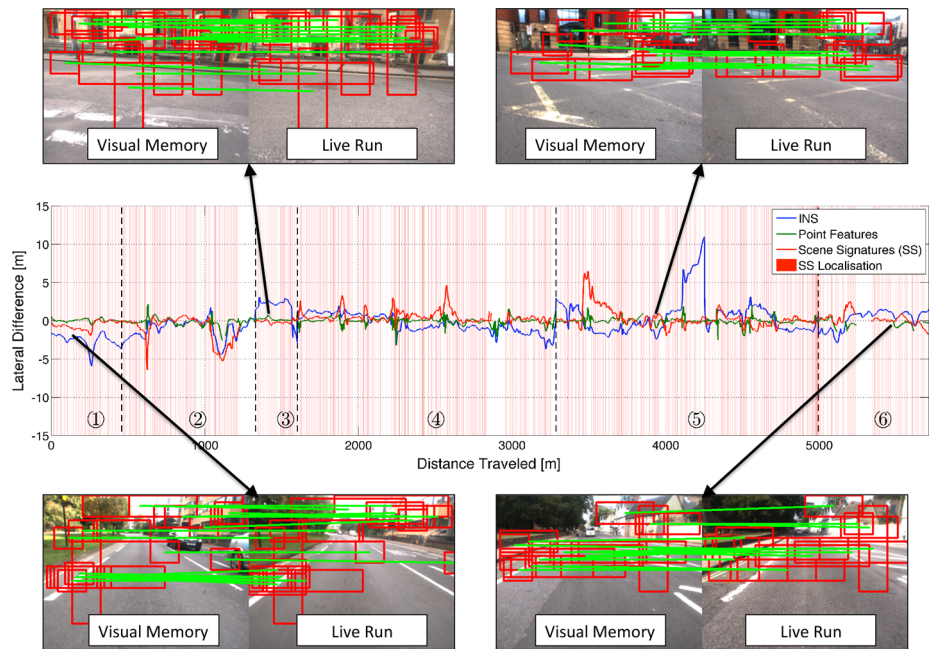 Visual Memory
Live Run
Visual Memory
Live Run
15
10
5
0
-5
-10
-15
Lateral Difference [m]
INS
Point Features
Scene Signatures (SS)
SS Localisation
① ② ③ ④ ⑤ ⑥
0 1000 2000 3000 4000 5000
Distance Traveled [m]
Visual Memory
Live Run
Visual Memory
Live Run